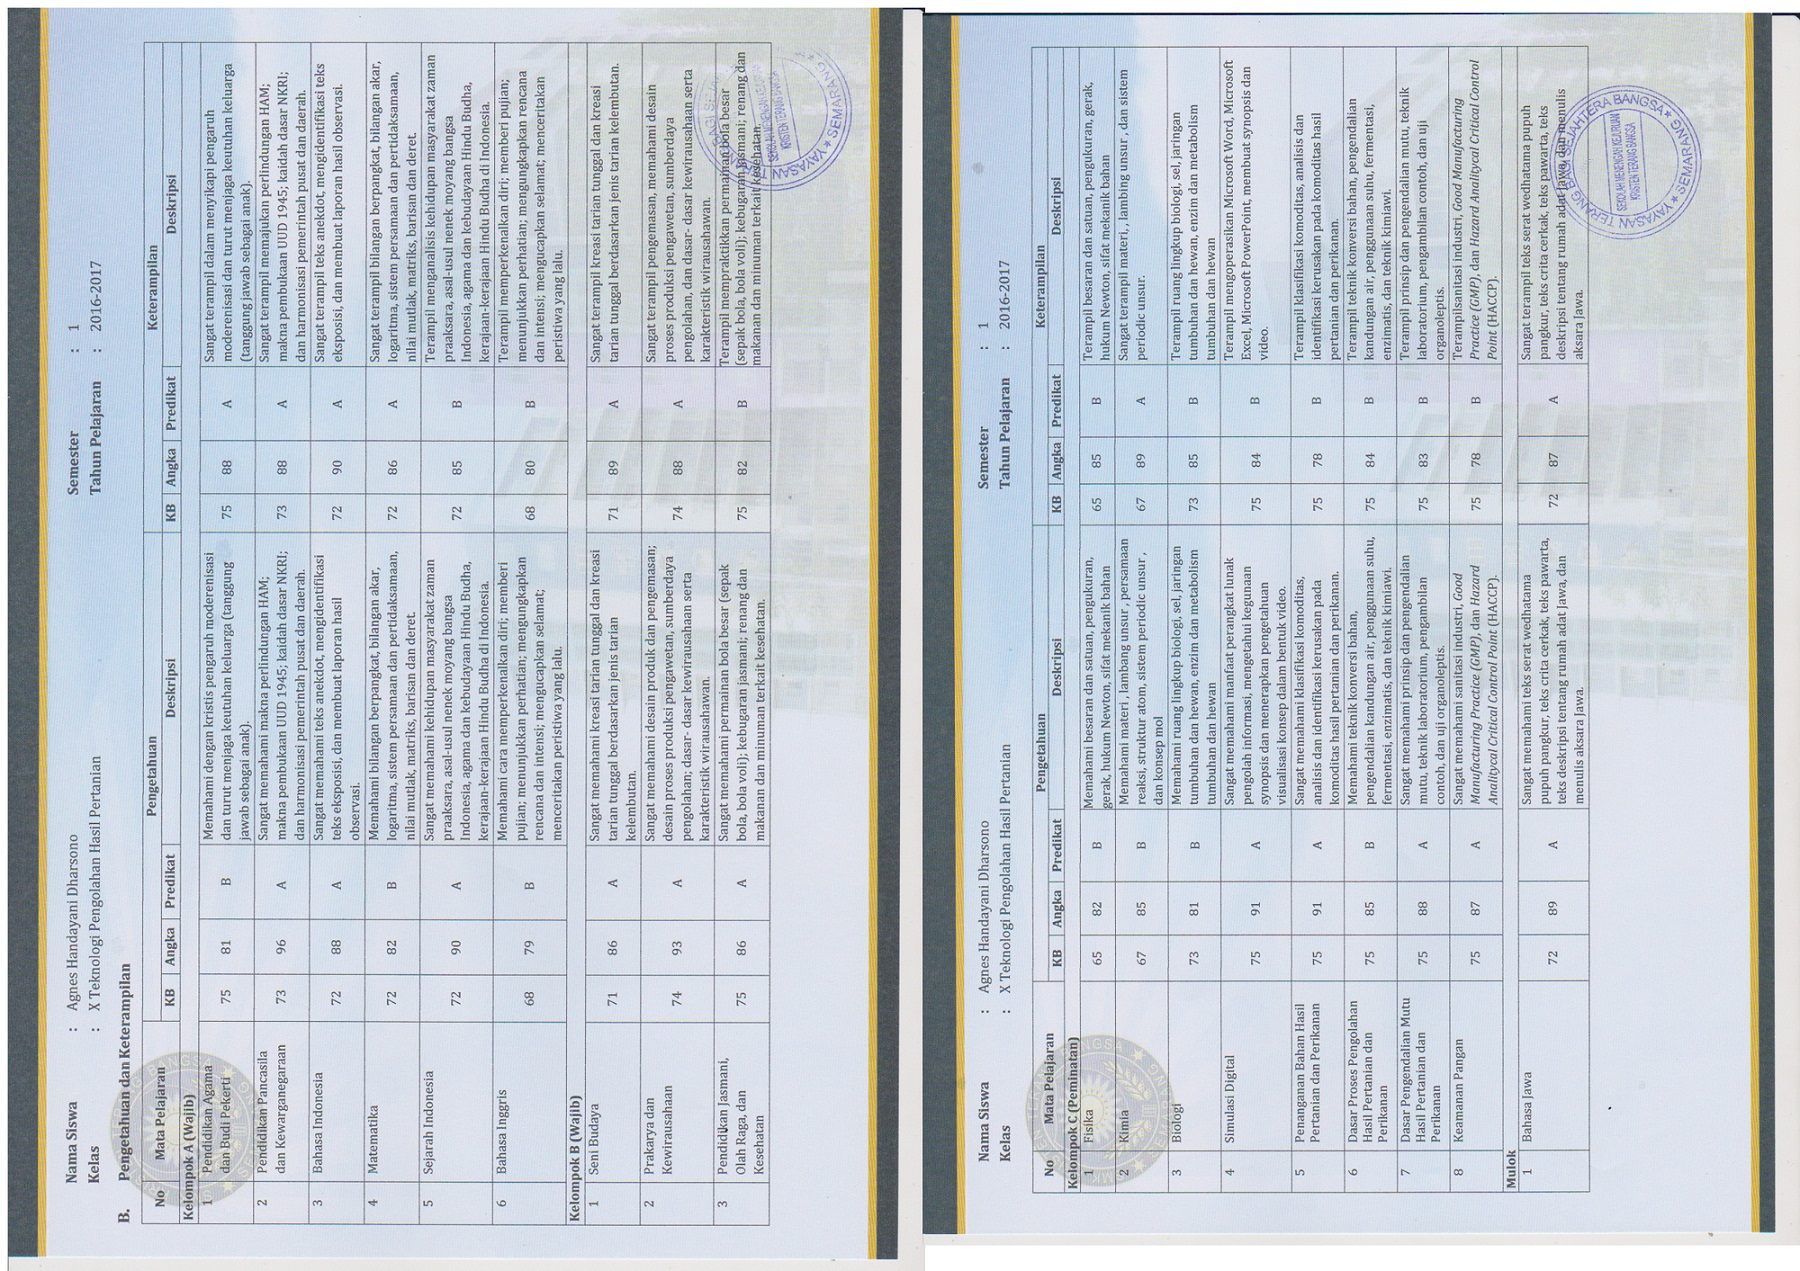 Nama Siswa : Agnes Handayani Dharsono Semester : 1
Kelas : X Teknologi Pengolahan Hasil Pertanian Tahun Pelajaran : 2016-2017
B. Pengetahuan dan Keterampilan
No Mata Pelajaran Pengetahuan Keterampilan
KB Angka Predikat Deskripsi KB Angka Predikat Deskripsi
Kelompok A (Wajib)
1 Pendidikan Agama dan Budi Pekerti 75 81 B Memahami dengan kristis pengaruh moderenisasi dan turut menjaga keutuhan keluarga (tanggung jawab sebagai anak). 75 88 A Sangat terampil dalam menyikapi pengaruh moderenisasi dan turut menjaga keutuhan keluarga (tanggung jawab sebagai anak).
2 Pendidikan Pancasila dan Kewarganegaraan 73 96 A Sangat memahami makna perlindungan HAM; makna pembukaan UUD 1945; kaidah dasar NKRI; dan harmonisasi pemerintah pusat dan daerah. 73 88 A Sangat terampil memajukan perlindungan HAM; makna pembukaan UUD 1945; kaidah dasar NKRI; dan harmonisasi pemerintah pusat dan daerah.
3 Bahasa Indonesia 72 88 A Sangat memahami teks anekdot, mengidentifikasi teks eksposisi, dan membuat laporan hasil observasi. 72 90 A Sangat terampil teks anekdot, mengidentifikasi teks eksposisi, dan membuat laporan hasil observasi.
4 Matematika 72 82 B Memahami bilangan berpangkat, bilangan akar, logaritma, sistem persamaan dan pertidaksamaan, nilai mutlak, matriks, barisan dan deret. 72 86 A Sangat terampil bilangan berpangkat, bilangan akar, logaritma, sistem persamaan dan pertidaksamaan, nilai mutlak, matriks, barisan dan deret.
5 Sejarah Indonesia 72 90 A Sangat memahami kehidupan masyarakat zaman praaksara, asal-usul nenek moyang bangsa Indonesia, agama dan kebudayaan Hindu Budha, kerajaan-kerajaan Hindu Budha di Indonesia. 72 85 B Terampil menganalisis kehidupan masyarakat zaman praaksara, asal-usul nenek moyang bangsa Indonesia, agama dan kebudayaan Hindu Budha, kerajaan-kerajaan Hindu Budha di Indonesia.
6 Bahasa Inggris 68 79 B Memahami cara memperkenalkan diri; memberi pujian; menunjukkan perhatian; mengungkapkan rencana dan intensi; mengucapkan selamat; menceritakan peristiwa yang lalu. 68 80 B Terampil memperkenalkan diri; memberi pujian; menunjukkan perhatian; mengungkapkan rencana dan intensi; mengucapkan selamat; menceritakan peristiwa yang lalu.
Kelompok B (Wajib)
1 Seni Budaya 71 86 A Sangat memahami kreasi tarian tunggal dan kreasi tarian tunggal berdasarkan jenis tarian kelembutan. 71 89 A Sangat terampil kreasi tarian tunggal dan kreasi tarian tunggal berdasarkan jenis tarian kelembutan.
2 Prakarya dan Kewirausahaan 74 93 A Sangat memahami desain produk dan pengemasan; desain proses produksi pengawetan, sumberdaya pengolahan; dasar- dasar kewirausahaan serta karakteristik wirausahawan. 74 88 A Sangat terampil pengemasan, memahami desain proses produksi pengawetan, sumberdaya pengolahan, dan dasar- dasar kewirausahaan serta karakteristik wirausahawan.
3 Pendidikan Jasmani, Olah Raga, dan Kesehatan 75 86 A Sangat memahami permainan bola besar (sepak bola, bola voli); kebugaran jasmani; renang dan makanan dan minuman terkait kesehatan. 75 82 B Terampil mempraktikkan permainan bola besar (sepak bola, bola voli); kebugaran jasmani; renang dan makanan dan minuman terkait kesehatan.
SEKOLAH MENENGAH KEJURUAN
KRISTEN TERANG BANGSA
YAYASAN SEMARANG
Nama Siswa : Agnes Handayani Dharsono Semester : 1
Kelas : X Teknologi Pengolahan Hasil Pertanian Tahun Pelajaran : 2016-2017
No Mata Pelajaran Pengetahuan Keterampilan
KB Angka Predikat Deskripsi KB Angka Predikat Deskripsi
Kelompok C (Peminatan)
1 Fisika 65 82 B Memahami besaran dan satuan, pengukuran, gerak, hukum Newton, sifat mekanik bahan 65 85 B Terampil besaran dan satuan, pengukuran, gerak, hukum Newton, sifat mekanik bahan
2 Kimia 67 85 B Memahami materi , lambang unsur , persamaan reaksi, struktur atom, sistem periodic unsur , dan konsep mol 67 89 A Sangat terampil materi, , lambing unsur , dan sistem periodic unsur.
3 Biologi 73 81 B Memahami ruang lingkup biologi, sel, jaringan tumbuhan dan hewan, enzim dan metabolism tumbuhan dan hewan 73 85 B Terampil ruang lingkup biologi, sel, jaringan tumbuhan dan hewan, enzim dan metabolism tumbuhan dan hewan
4 Simulasi Digital 75 91 A Sangat memahami manfaat perangkat lunak pengolah informasi, mengetahui kegunaan synopsis dan menerapkan pengetahuan visualisasi konsep dalam bentuk video. 75 84 B Terampil mengoperasikan Microsoft Word, Microsoft Excel, Microsoft PowerPoint, membuat synopsis dan video.
5 Penanganan Bahan Hasil Pertanian dan Perikanan 75 91 A Sangat memahami klasifikasi komoditas, analisis dan identifikasi kerusakan pada komoditas hasil pertanian dan perikanan. 75 78 B Terampil klasifikasi komoditas, analisis dan identifikasi kerusakan pada komoditas hasil pertanian dan perikanan.
6 Dasar Proses Pengolahan Hasil Pertanian dan Perikanan 75 85 B Memahami teknik konversi bahan, pengendalian kandungan air, penggunaan suhu, fermentasi, enzimatis, dan teknik kimiawi. 75 84 B Terampil teknik konversi bahan, pengendalian kandungan air, penggunaan suhu, fermentasi, enzimatis, dan teknik kimiawi.
7 Dasar Pengendalian Mutu Hasil Pertanian dan Perikanan 75 88 A Sangat memahami prinsip dan pengendalian mutu, teknik laboratorium, pengambilan contoh, dan uji organoleptis. 75 83 B Terampil prinsip dan pengendalian mutu, teknik laboratorium, pengambilan contoh, dan uji organoleptis.
8 Keamanan Pangan 75 87 A Sangat memahami sanitasi industri, Good Manufacturing Practice (GMP), dan Hazard Analitycal Critical Control Point (HACCP). 75 78 B Terampilsanitasi industri, Good Manufacturing Practice (GMP), dan Hazard Analitycal Critical Control Point (HACCP).
Mulok
1 Bahasa Jawa 72 89 A Sangat memahami teks serat wedhatama pupuh pangkur, teks crita cerkak, teks pawarta, teks deskripsi tentang rumah adat Jawa, dan menulis aksara Jawa. 72 87 A Sangat terampil teks serat wedhatama pupuh pangkur, teks crita cerkak, teks pawarta, teks deskripsi tentang rumah adat Jawa, dan menulis aksara Jawa.
YAYASAN TERANG BAGI SEJAHTERA BANGSA SEMARANG
SEKOLAH MENENGAH KEJURUAN
KRISTEN TERANG BANGSA